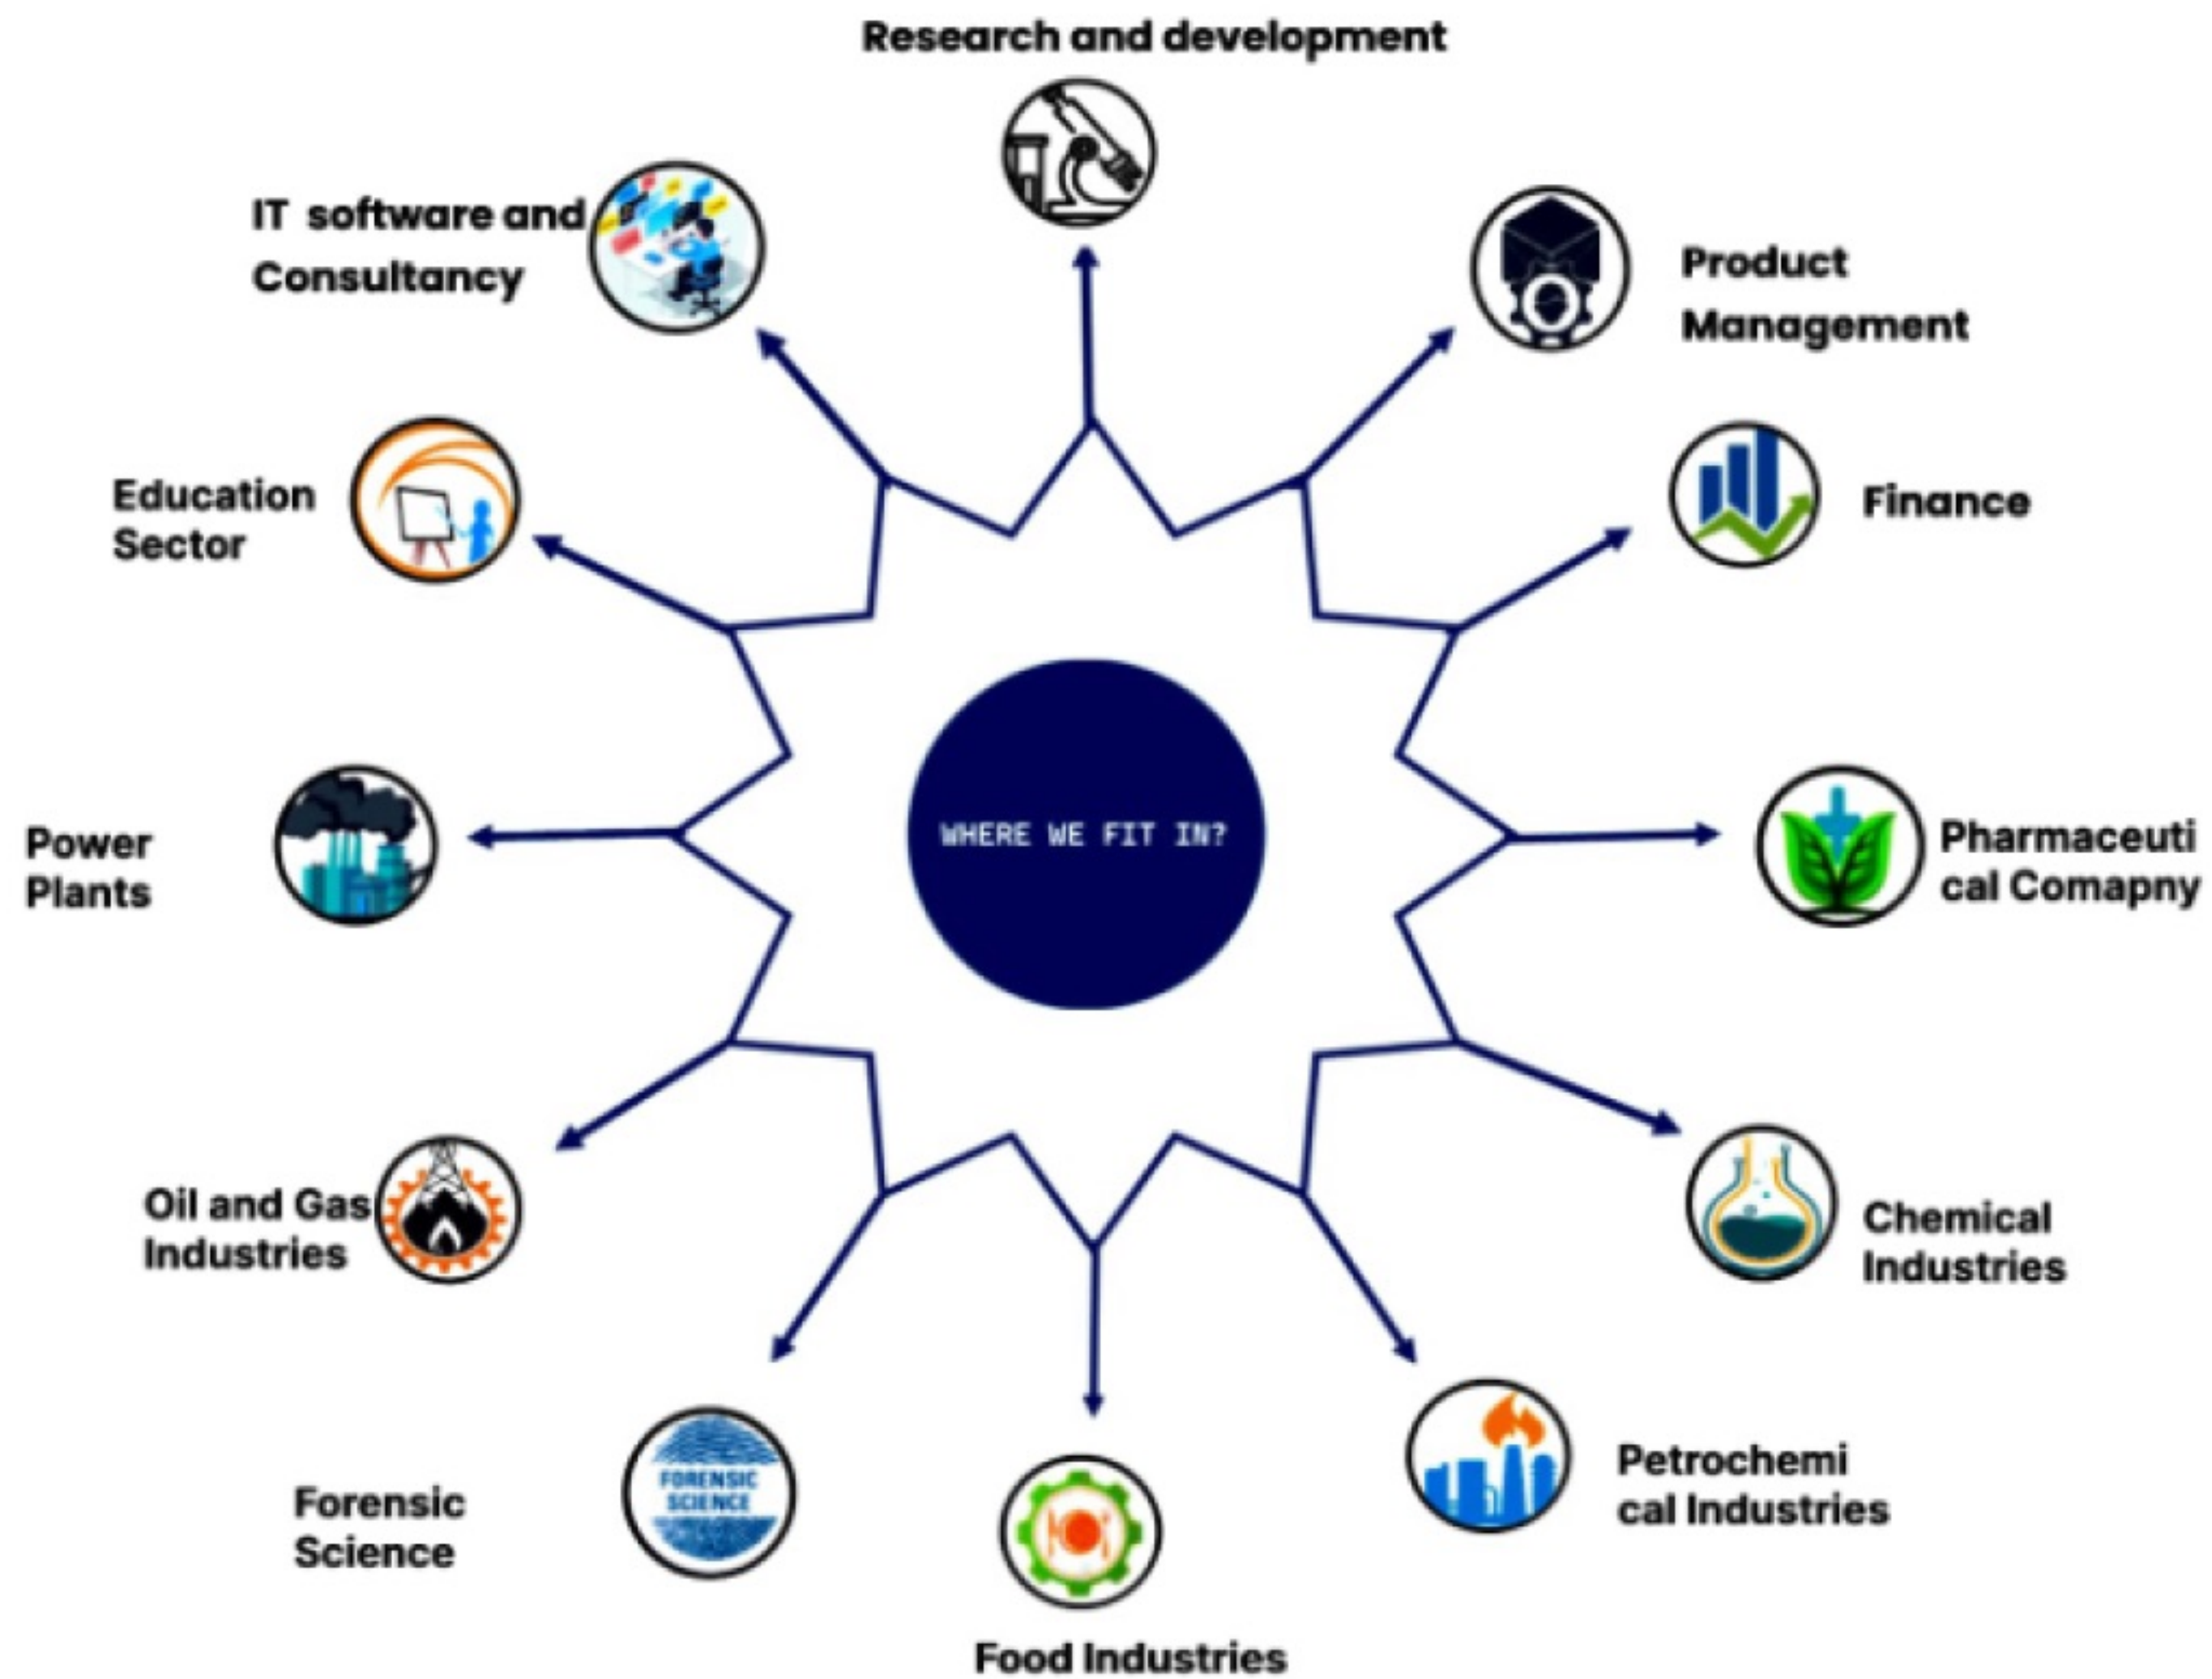 Research and development
IT software and
Consultancy
Product
Management
Education
Sector
Finance
WHERE WE FIT IN?
Power
Plants
Pharmaceuti
cal Comapny
Oil and Gas
Industries
Chemical
Industries
Forensic
Science
FORENSIC
SCIENCE
Petrochemi
cal Industries
Food Industries